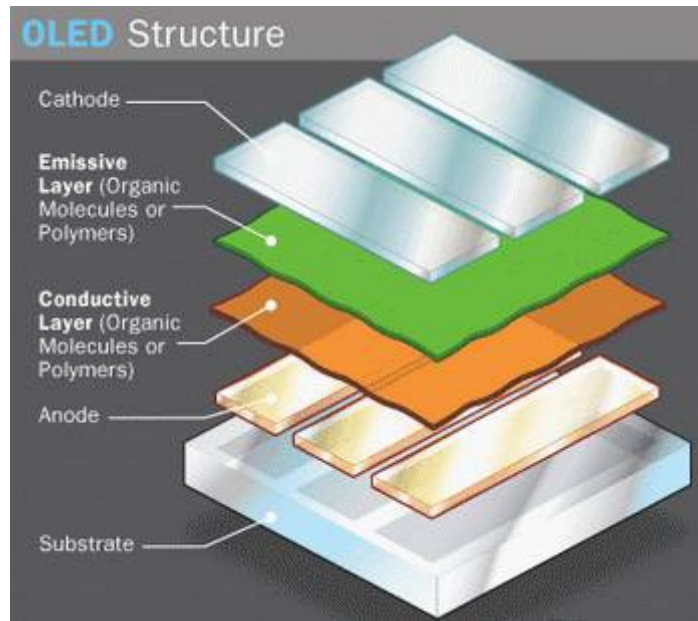 OLED Structure
Cathode
Emissive
Layer (Organic
Molecules or
Polymers)
Conductive
Layer (Organic
Molecules or
Polymers)
Anode
Substrate